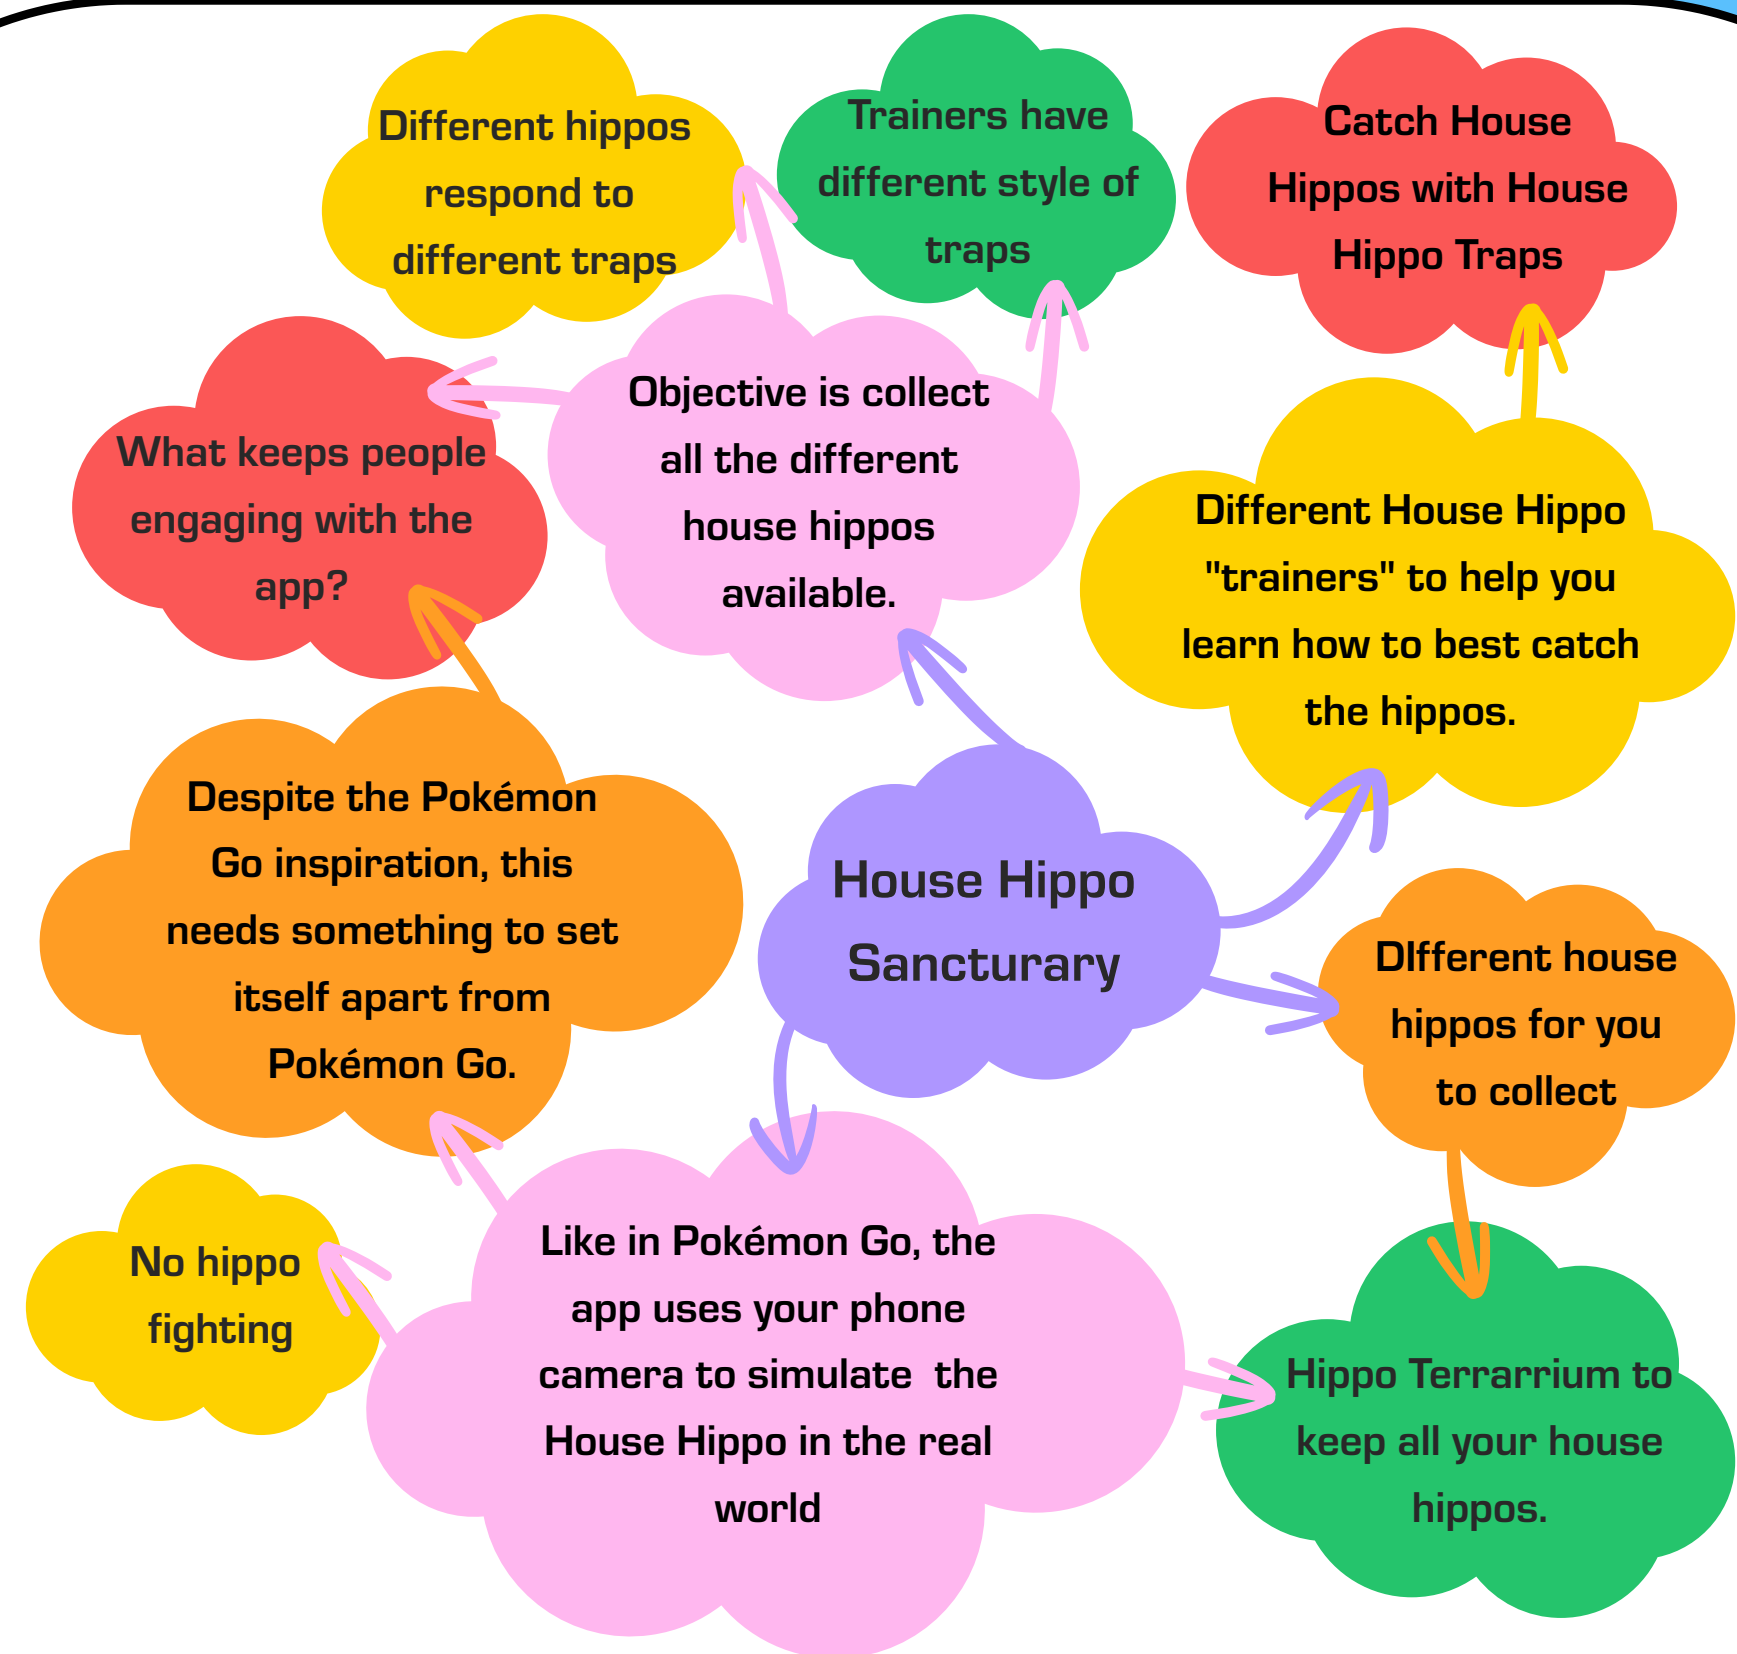 Different hippos
respond to
different traps
Trainers have
different style of
traps
Catch House
Hippos with House
Hippo Traps
What keeps people
engaging with the
app?
Objective is collect
all the different
house hippos
available.
Different House Hippo
"trainers" to help you
learn how to best catch
the hippos.
Despite the Pokémon
Go inspiration, this
needs something to set
itself apart from
Pokémon Go.
House Hippo
Sancturary
DIfferent house
hippos for you
to collect
No hippo
fighting
Like in Pokémon Go, the
app uses your phone
camera to simulate  the
House Hippo in the real
world
Hippo Terrarrium to
keep all your house
hippos.